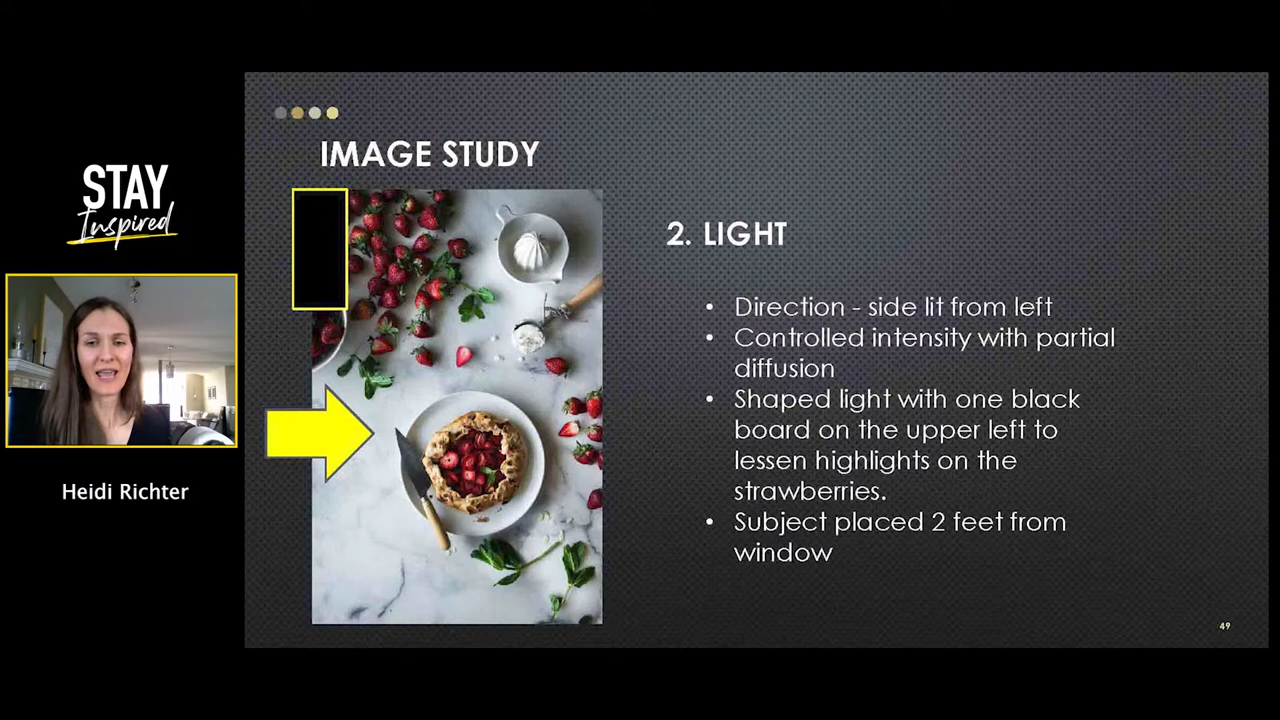 STAY
Inspired
Heidi Richter
IMAGE STUDY
2. LIGHT
• Direction - side lit from left
• Controlled intensity with partial
diffusion
• Shaped light with one black
board on the upper left to
lessen highlights on the
strawberries.
• Subject placed 2 feet from
window
49